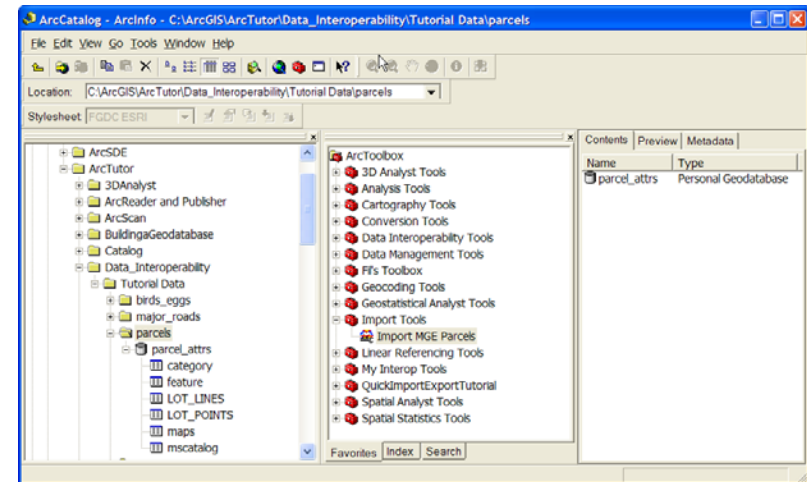 ArcCatalog - ArcInfo - C:\ArcGIS\ArcTutor\Data_Interoperability\Tutorial Data\parcels
File Edit View Go Tools Window Help
Location: C:\ArcGIS\ArcTutor\Data_Interoperability\Tutorial Data\parcels
Stylesheet: FGDC ESRI
ArcSDE
ArcTutor
3DAnalyst
ArcReader and Publisher
ArcScan
BuildingaGeodatabase
Catalog
Data_Interoperability
Tutorial Data
birds_eggs
major_roads
parcels
parcel_attrs
category
feature
LOT_LINES
LOT_POINTS
maps
mscatalog
ArcToolbox
3D Analyst Tools
Analysis Tools
Cartography Tools
Conversion Tools
Data Interoperability Tools
Data Management Tools
Fi's Toolbox
Geocoding Tools
Geostatistical Analyst Tools
Import Tools
Import MGE Parcels
Linear Referencing Tools
My Interop Tools
QuickImportExportTutorial
Spatial Analyst Tools
Spatial Statistics Tools
Favorites Index Search
Contents Preview Metadata
Name Type
parcel_attrs Personal Geodatabase